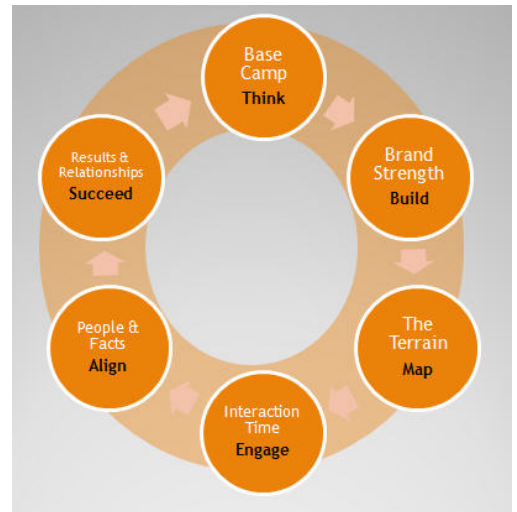 Base
Camp
Think
Brand
Strength
Build
The
Terrain
Map
Interaction
Time
Engage
People &
Facts
Align
Results &
Relationships
Succeed